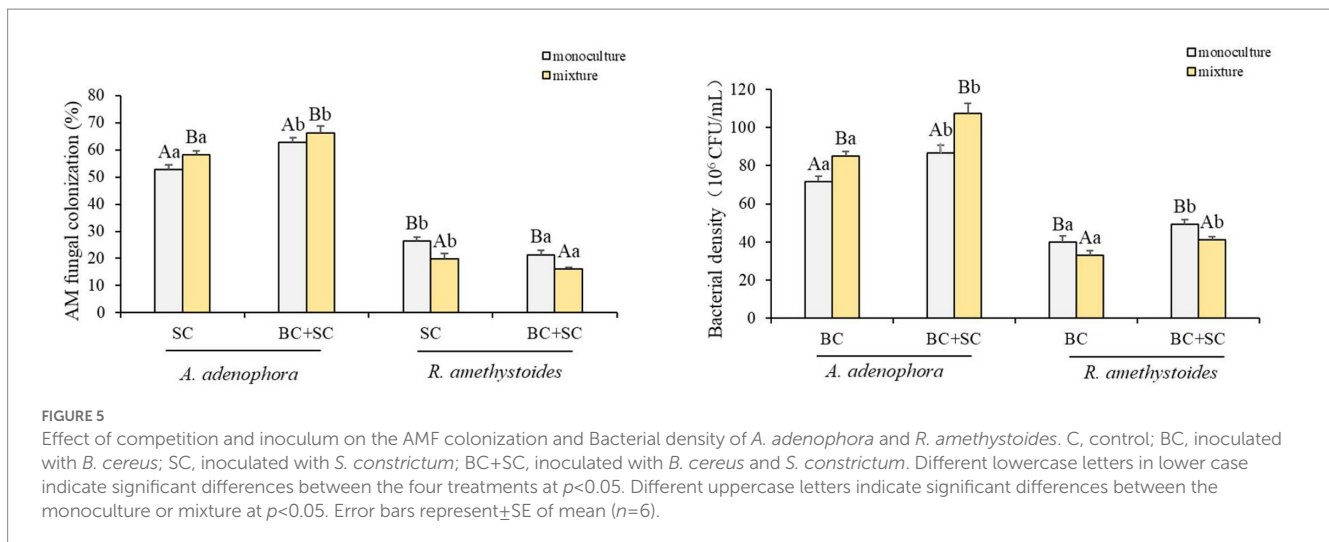 monoculture
mixture
AM fungal colonization (%)
80
70
60
50
40
30
20
10
0
Aa
Ba
Ab
Bb
Bb
Ab
Ba
Aa
SC
BC+SC
SC
BC+SC
A. adenophora
R. amethystoides
monoculture
mixture
Bacterial density（10⁶ CFU/mL）
120
100
80
60
40
20
0
Aa
Ba
Ab
Bb
Ba
Aa
Bb
Ab
BC
BC+SC
BC
BC+SC
A. adenophora
R. amethystoides
FIGURE 5
Effect of competition and inoculum on the AMF colonization and Bacterial density of A. adenophora and R. amethystoides. C, control; BC, inoculated
with B. cereus; SC, inoculated with S. constrictum; BC+SC, inoculated with B. cereus and S. constrictum. Different lowercase letters in lower case
indicate significant differences between the four treatments at p<0.05. Different uppercase letters indicate significant differences between the
monoculture or mixture at p<0.05. Error bars represent±SE of mean (n=6).